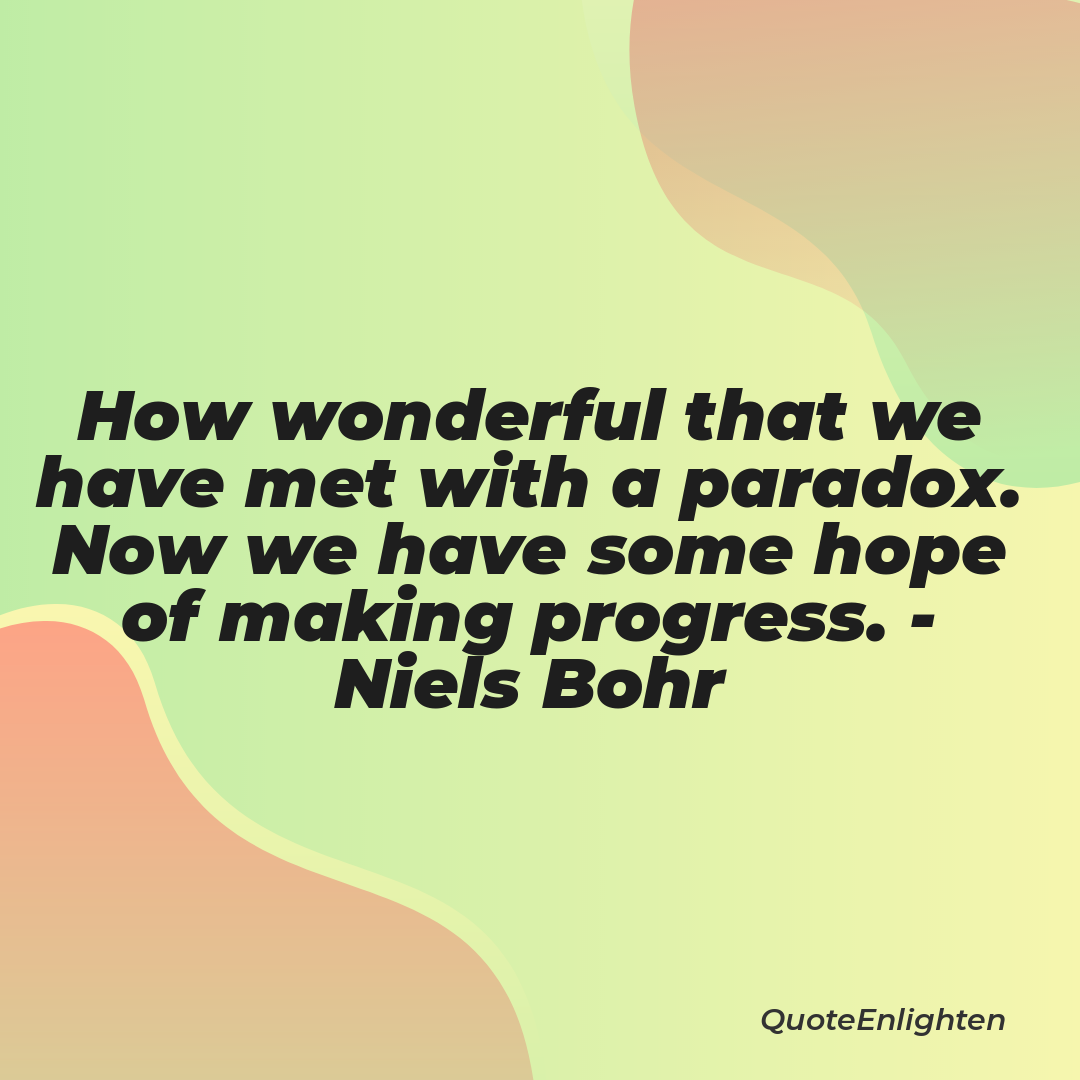 How wonderful that we
have met with a paradox.
Now we have some hope
of making progress. -
Niels Bohr
QuoteEnlighten